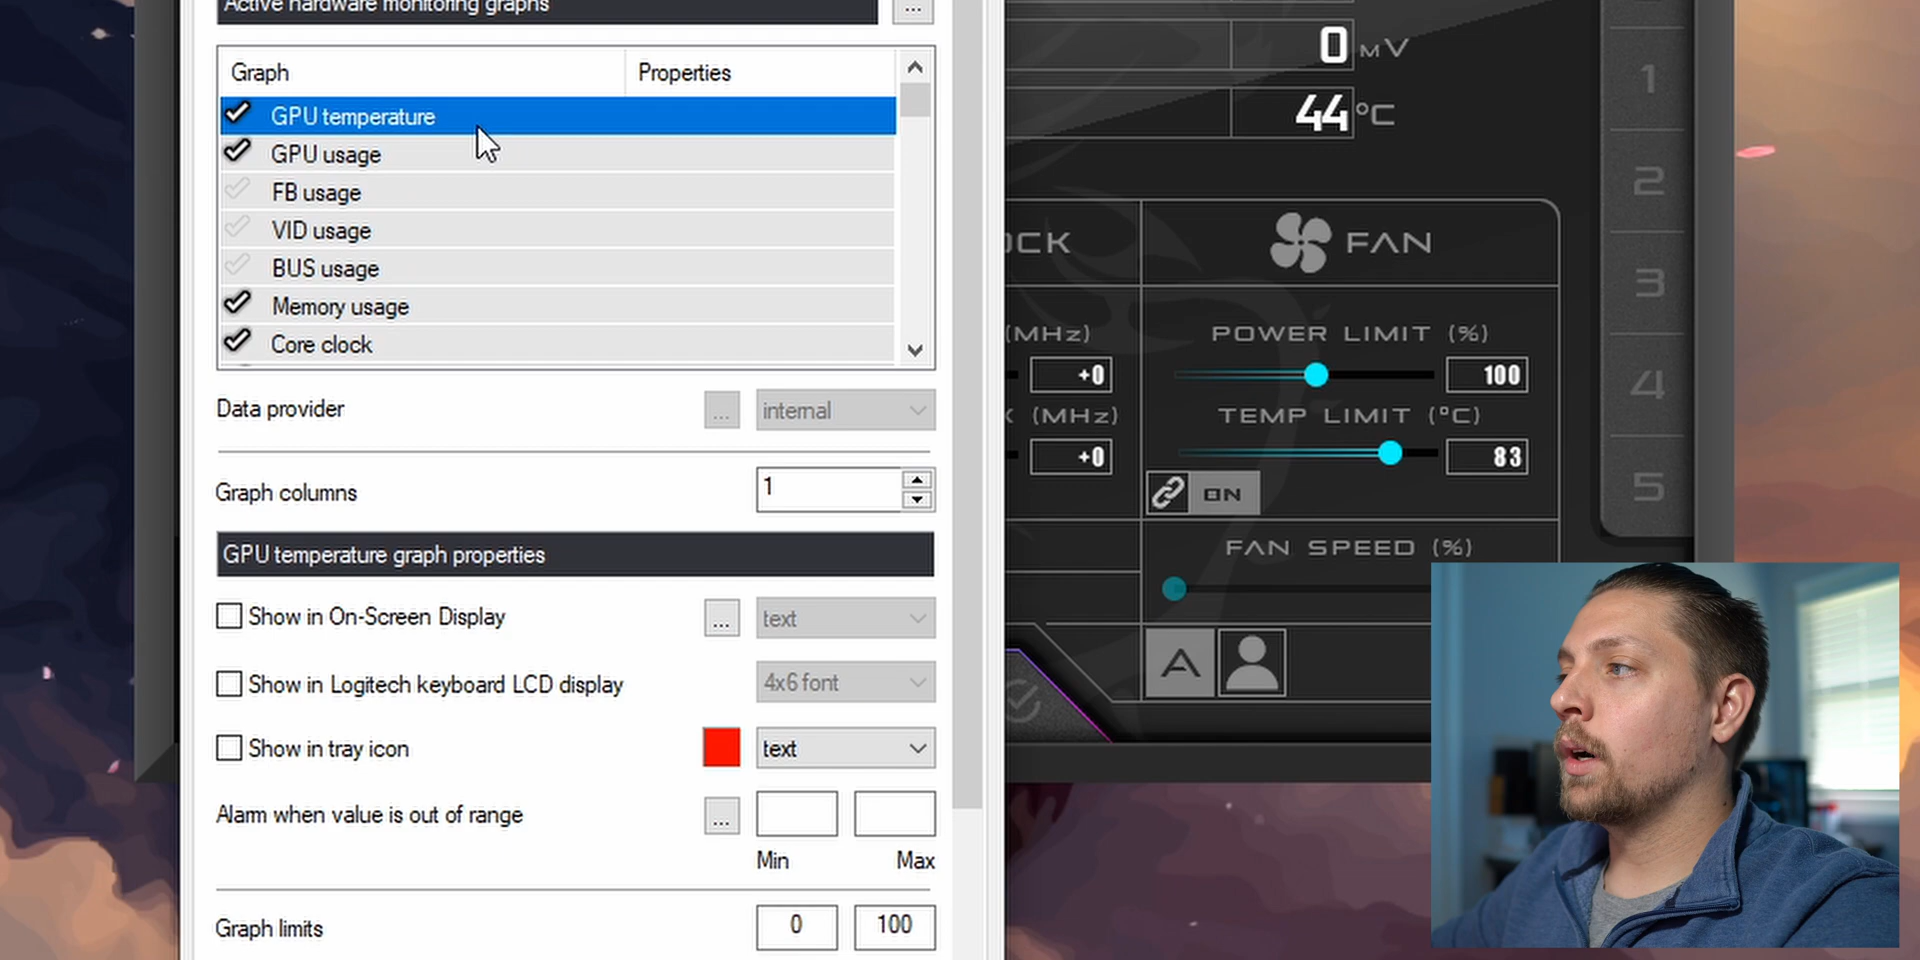 Active hardware monitoring graphs
...
Graph Properties
GPU temperature
GPU usage
FB usage
VID usage
BUS usage
Memory usage
Core clock
Data provider ... internal
Graph columns 1
GPU temperature graph properties
Show in On-Screen Display ... text
Show in Logitech keyboard LCD display 4x6 font
Show in tray icon text
Alarm when value is out of range ...
Min Max
Graph limits 0 100
0 MV
44 °C
OCK
FAN
(MHz)
+0
POWER LIMIT (%)
100
K (MHz)
+0
TEMP LIMIT (°C)
83
ON
FAN SPEED (%)
A
1
2
3
4
5